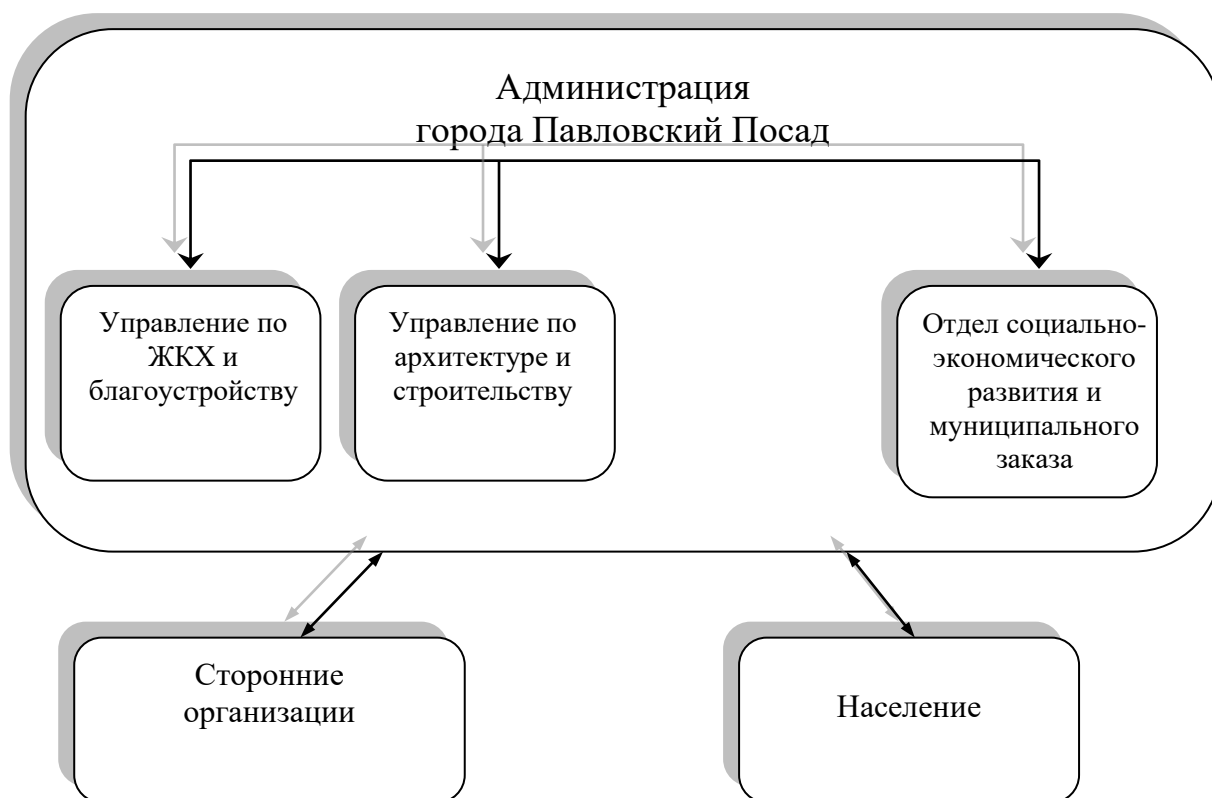 Администрация
города Павловский Посад
Управление по
ЖКХ и
благоустройству
Управление по
архитектуре и
строительству
Отдел социально-
экономического
развития и
муниципального
заказа
Сторонние
организации
Население